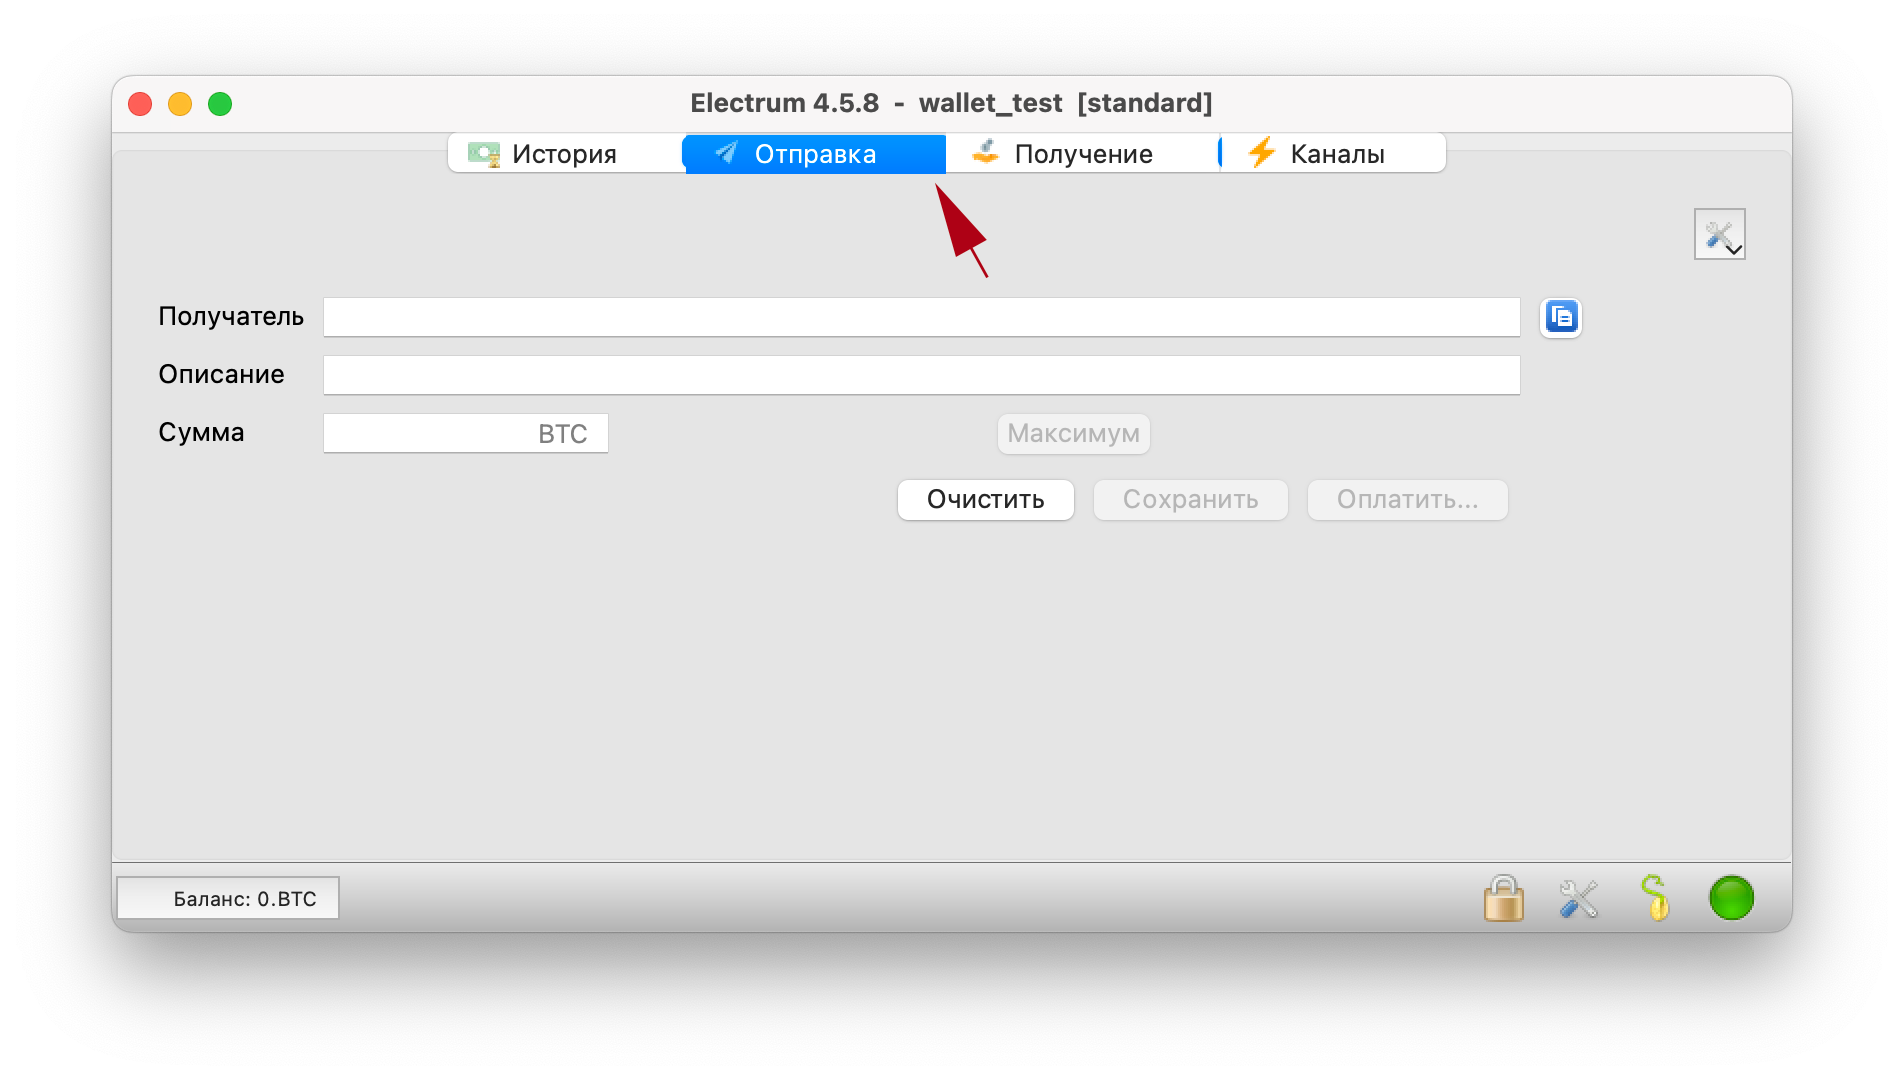 Electrum 4.5.8 - wallet_test [standard]
История Отправка Получение Каналы
Получатель
Описание
Сумма BTC Максимум
Очистить Сохранить Оплатить...
Баланс: 0.BTC